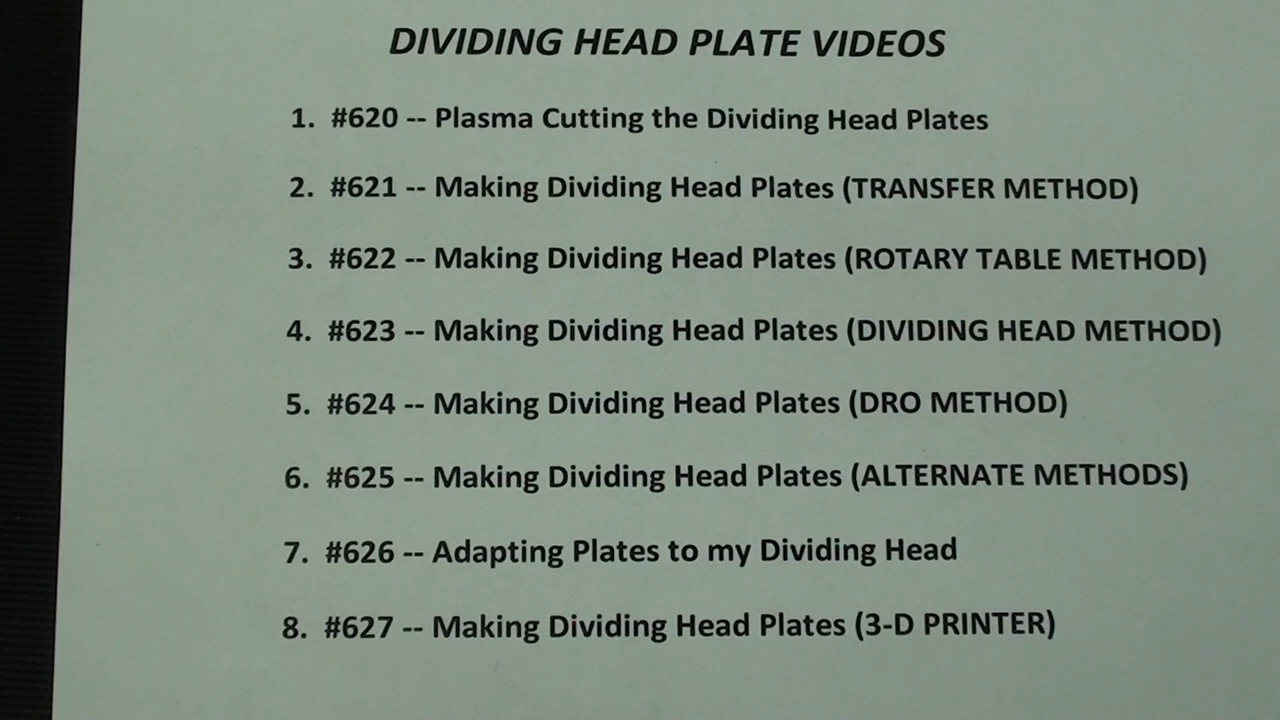 DIVIDING HEAD PLATE VIDEOS
1. #620 -- Plasma Cutting the Dividing Head Plates
2. #621 -- Making Dividing Head Plates (TRANSFER METHOD)
3. #622 -- Making Dividing Head Plates (ROTARY TABLE METHOD)
4. #623 -- Making Dividing Head Plates (DIVIDING HEAD METHOD)
5. #624 -- Making Dividing Head Plates (DRO METHOD)
6. #625 -- Making Dividing Head Plates (ALTERNATE METHODS)
7. #626 -- Adapting Plates to my Dividing Head
8. #627 -- Making Dividing Head Plates (3-D PRINTER)